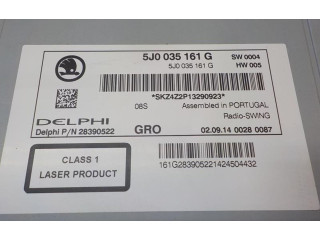 5J0 035 161 G SW 0004
5J0 035 161 G HW 005
*SKZ4Z2P13290923*
08S Assembled in PORTUGAL
DELPHI Radio-SWING
Delphi P/N 28390522 GRO 02.09.14 0028 0087
CLASS 1
LASER PRODUCT
161G283905221424504432